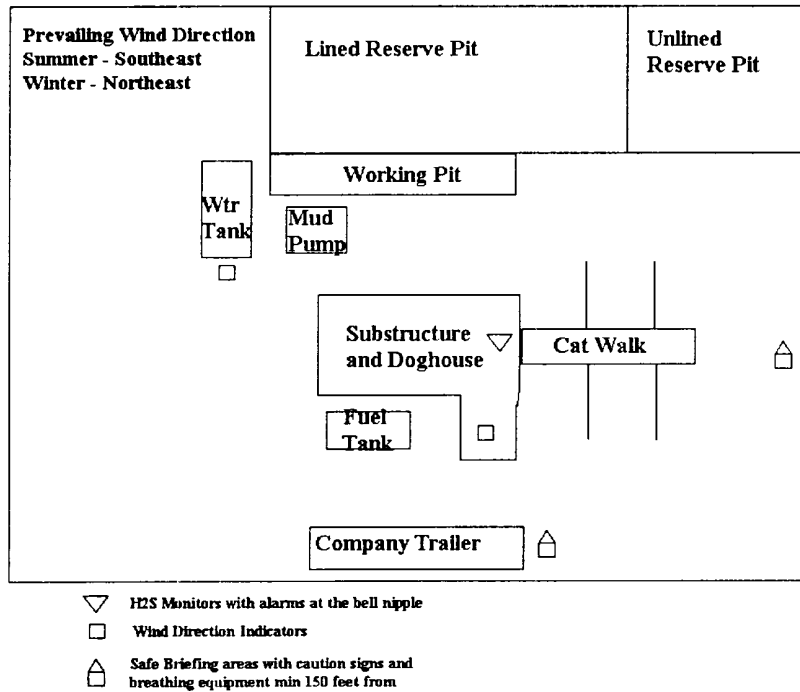 Prevailing Wind Direction
Summer - Southeast
Winter - Northeast
Lined Reserve Pit
Unlined
Reserve Pit
Working Pit
Wtr
Tank
Mud
Pump
Substructure
and Doghouse
Cat Walk
Fuel
Tank
Company Trailer
H2S Monitors with alarms at the bell nipple
Wind Direction Indicators
Safe Briefing areas with caution signs and
breathing equipment min 150 feet from